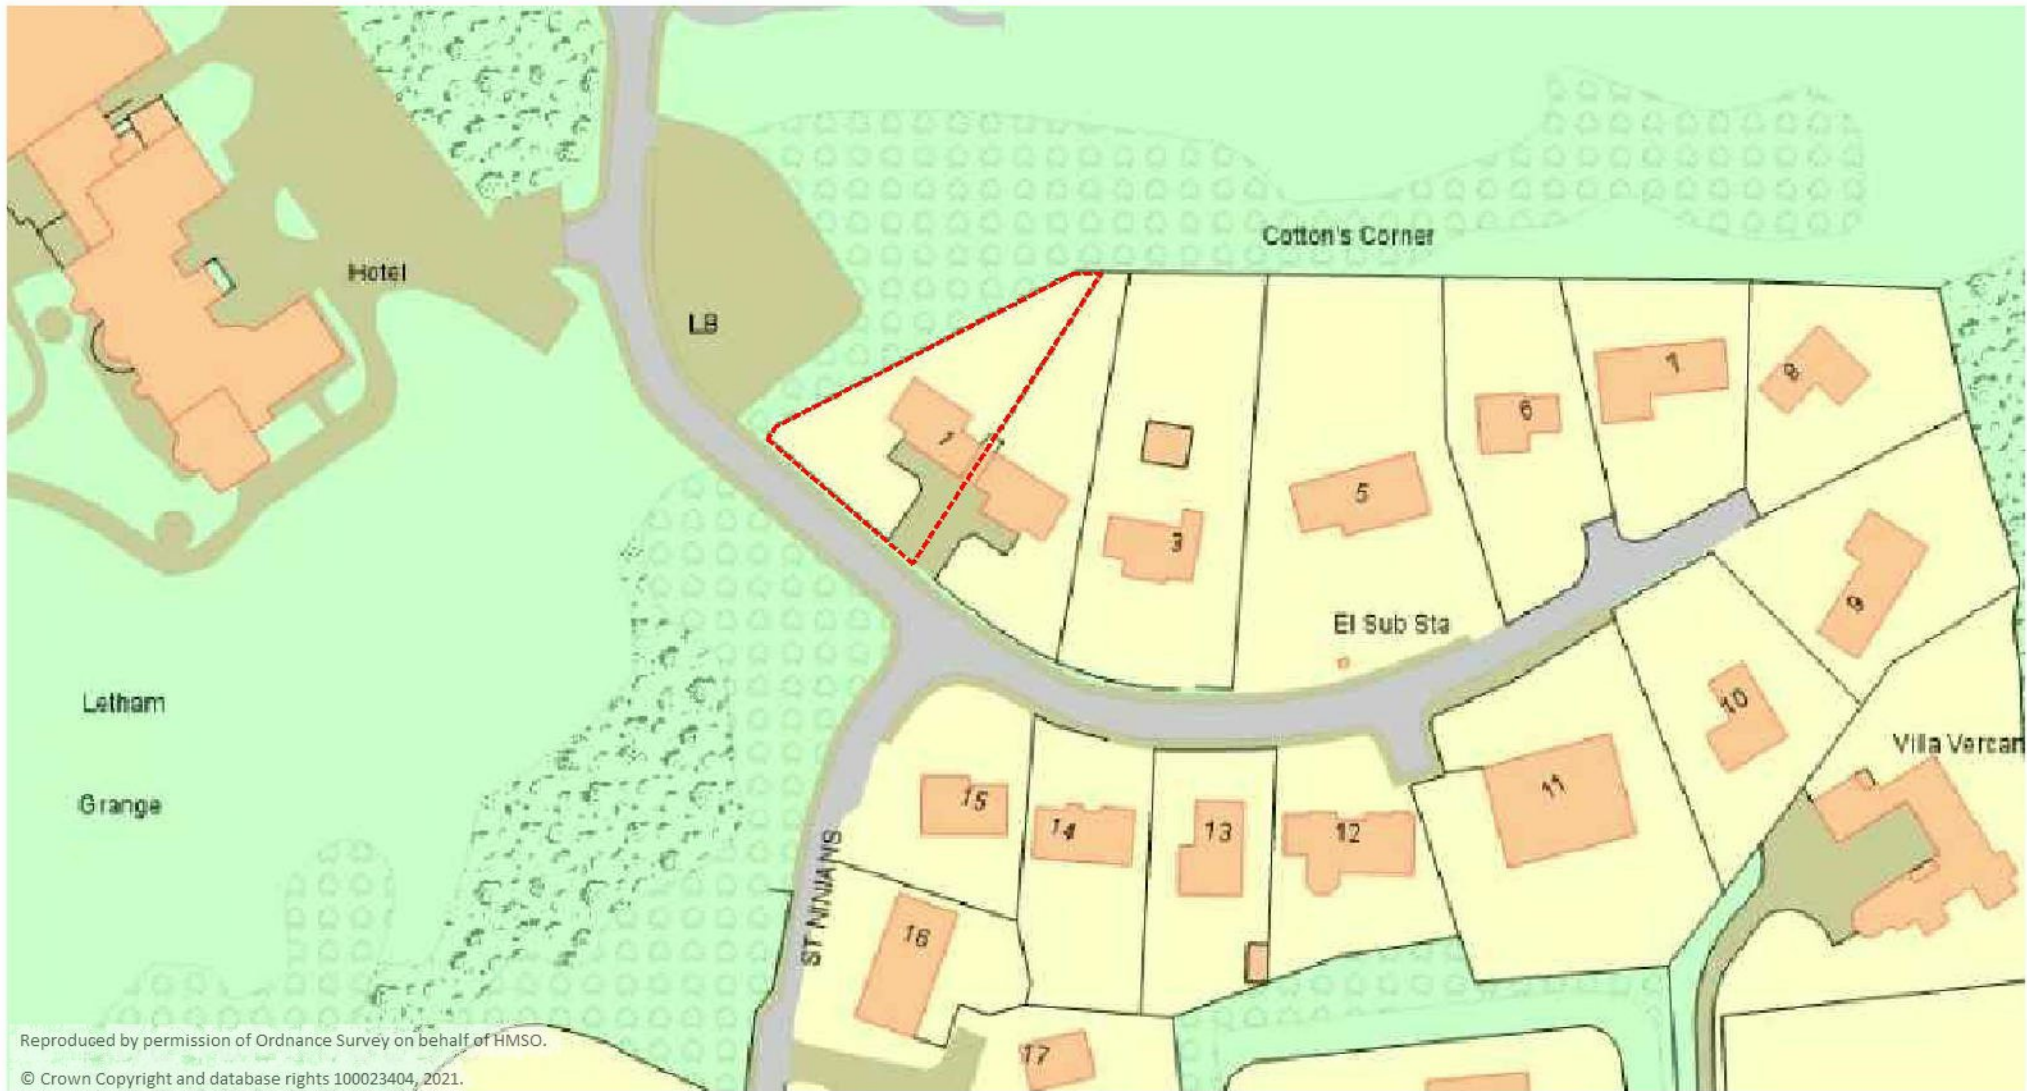 Cotton's Corner
Hotel
LB
1
3
5
6
7
8
9
El Sub Sta
Letham
Grange
10
Villa Vercan
11
12
13
14
15
ST NINIANS
16
17
Reproduced by permission of Ordnance Survey on behalf of HMSO.
© Crown Copyright and database rights 100023404, 2021.